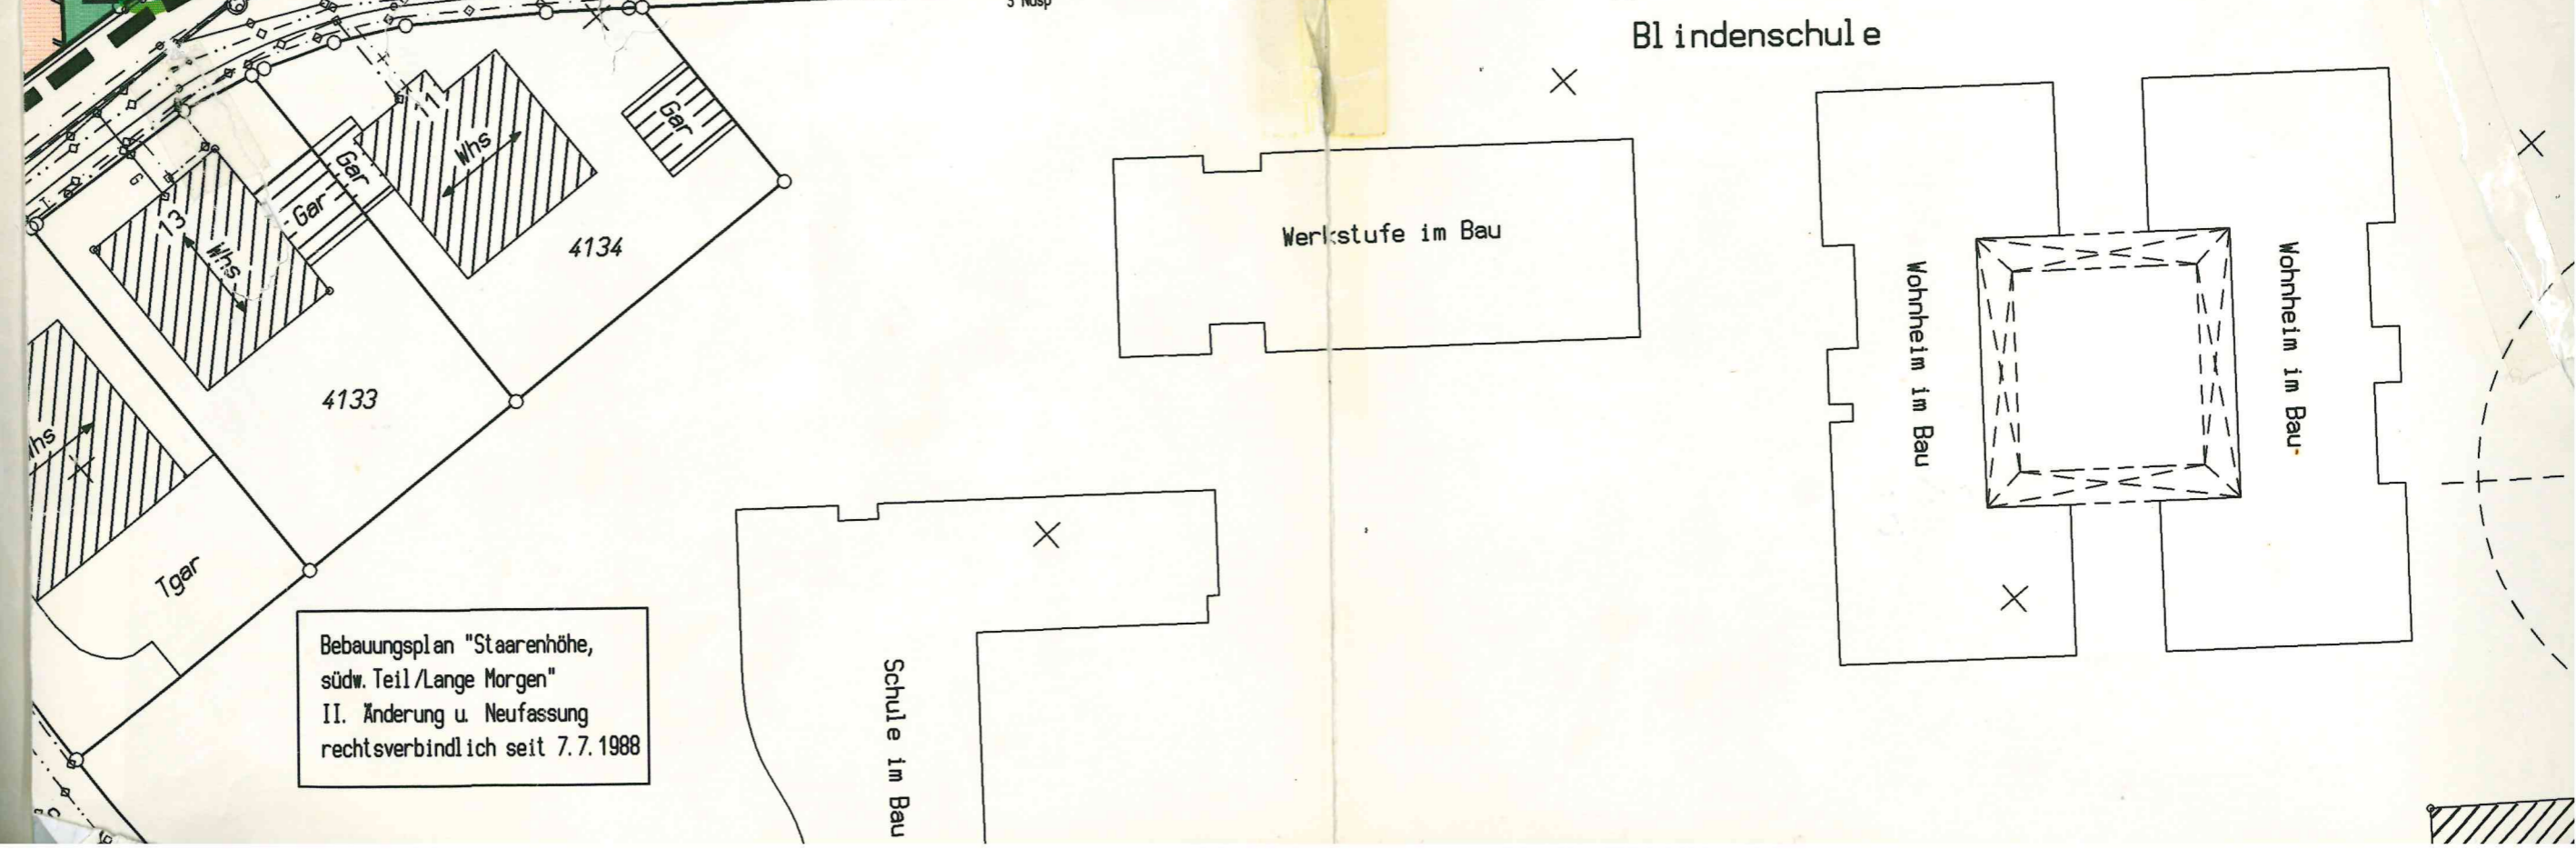 3 Nusp
Blindenschule
Gar
11
Whs
Gar
Gar
G
13
Whs
4134
Werkstufe im Bau
Wohnheim im Bau
Wohnheim im Bau
4133
Whs
Tgar
Bebauungsplan "Staarenhöhe,
südw. Teil/Lange Morgen"
II. Änderung u. Neufassung
rechtsverbindlich seit 7.7.1988
Schule im Bau